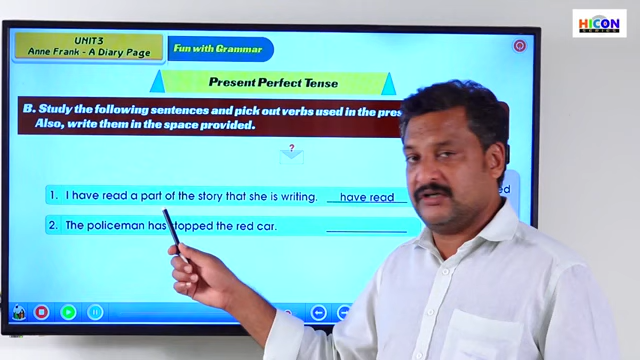 HICON
UNIT3
Anne Frank - A Diary Page
Fun with Grammar
Present Perfect Tense
B. Study the following sentences and pick out verbs used in the pres
Also, write them in the space provided.
?
1. I have read a part of the story that she is writing. have read
2. The policeman has stopped the red car.